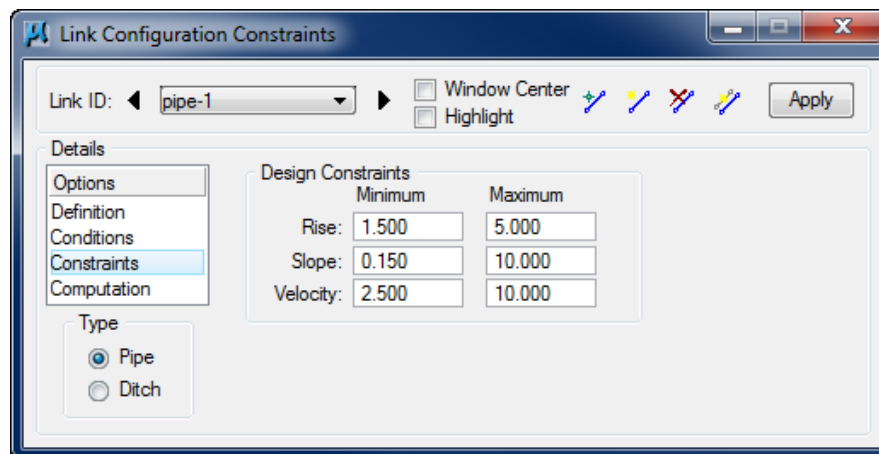 Link Configuration Constraints
Link ID: pipe-1 Window Center Apply
Highlight
Details
Options
Definition
Conditions
Constraints
Computation
Design Constraints
Minimum Maximum
Rise: 1.500 5.000
Slope: 0.150 10.000
Velocity: 2.500 10.000
Type
Pipe
Ditch